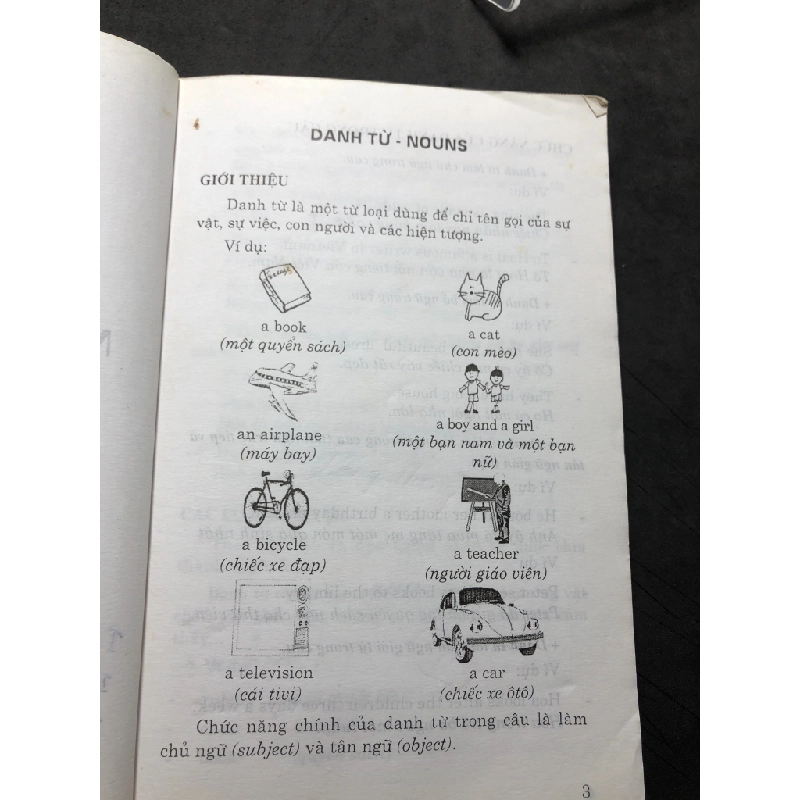 DANH TỪ - NOUNS
GIỚI THIỆU
Danh từ là một từ loại dùng để chỉ tên gọi của sự
vật, sự việc, con người và các hiện tượng.
Ví dụ:
a book
(một quyển sách)
a cat
(con mèo)
an airplane
(máy bay)
a boy and a girl
(một bạn nam và một bạn
nữ)
a bicycle
(chiếc xe đạp)
a teacher
(người giáo viên)
a television
(cái tivi)
a car
(chiếc xe ôtô)
Chức năng chính của danh từ trong câu là làm
chủ ngữ (subject) và tân ngữ (object).
3